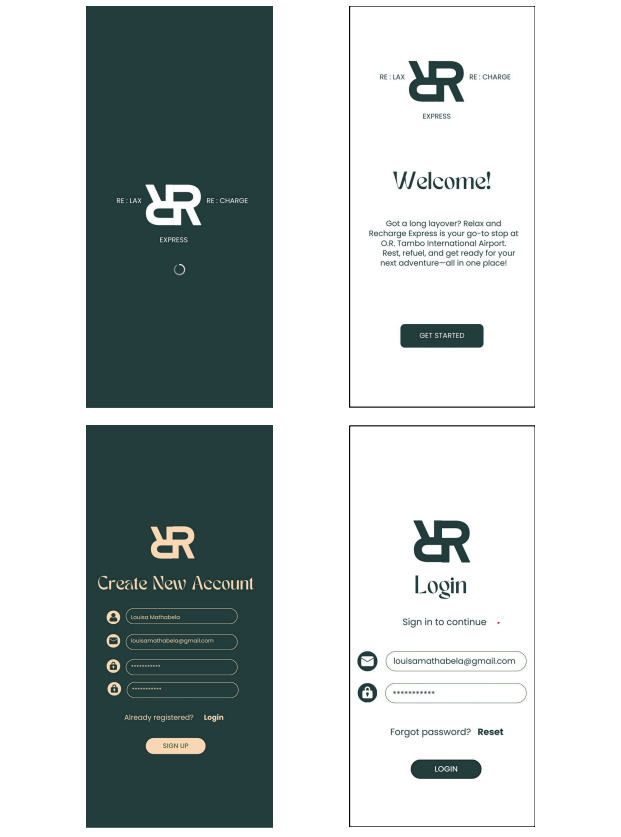 RE : LAX
RE : CHARGE
EXPRESS
RE : LAX
RE : CHARGE
EXPRESS
Welcome!
Got a long layover? Relax and
Recharge Express is your go-to stop at
O.R. Tambo International Airport.
Rest, refuel, and get ready for your
next adventure—all in one place!
GET STARTED
R
Create New Account
Louisa Mathabela
louisamathabela@gmail.com
***********
***********
Already registered? Login
SIGN UP
R
Login
Sign in to continue
louisamathabela@gmail.com
***********
Forgot password? Reset
LOGIN